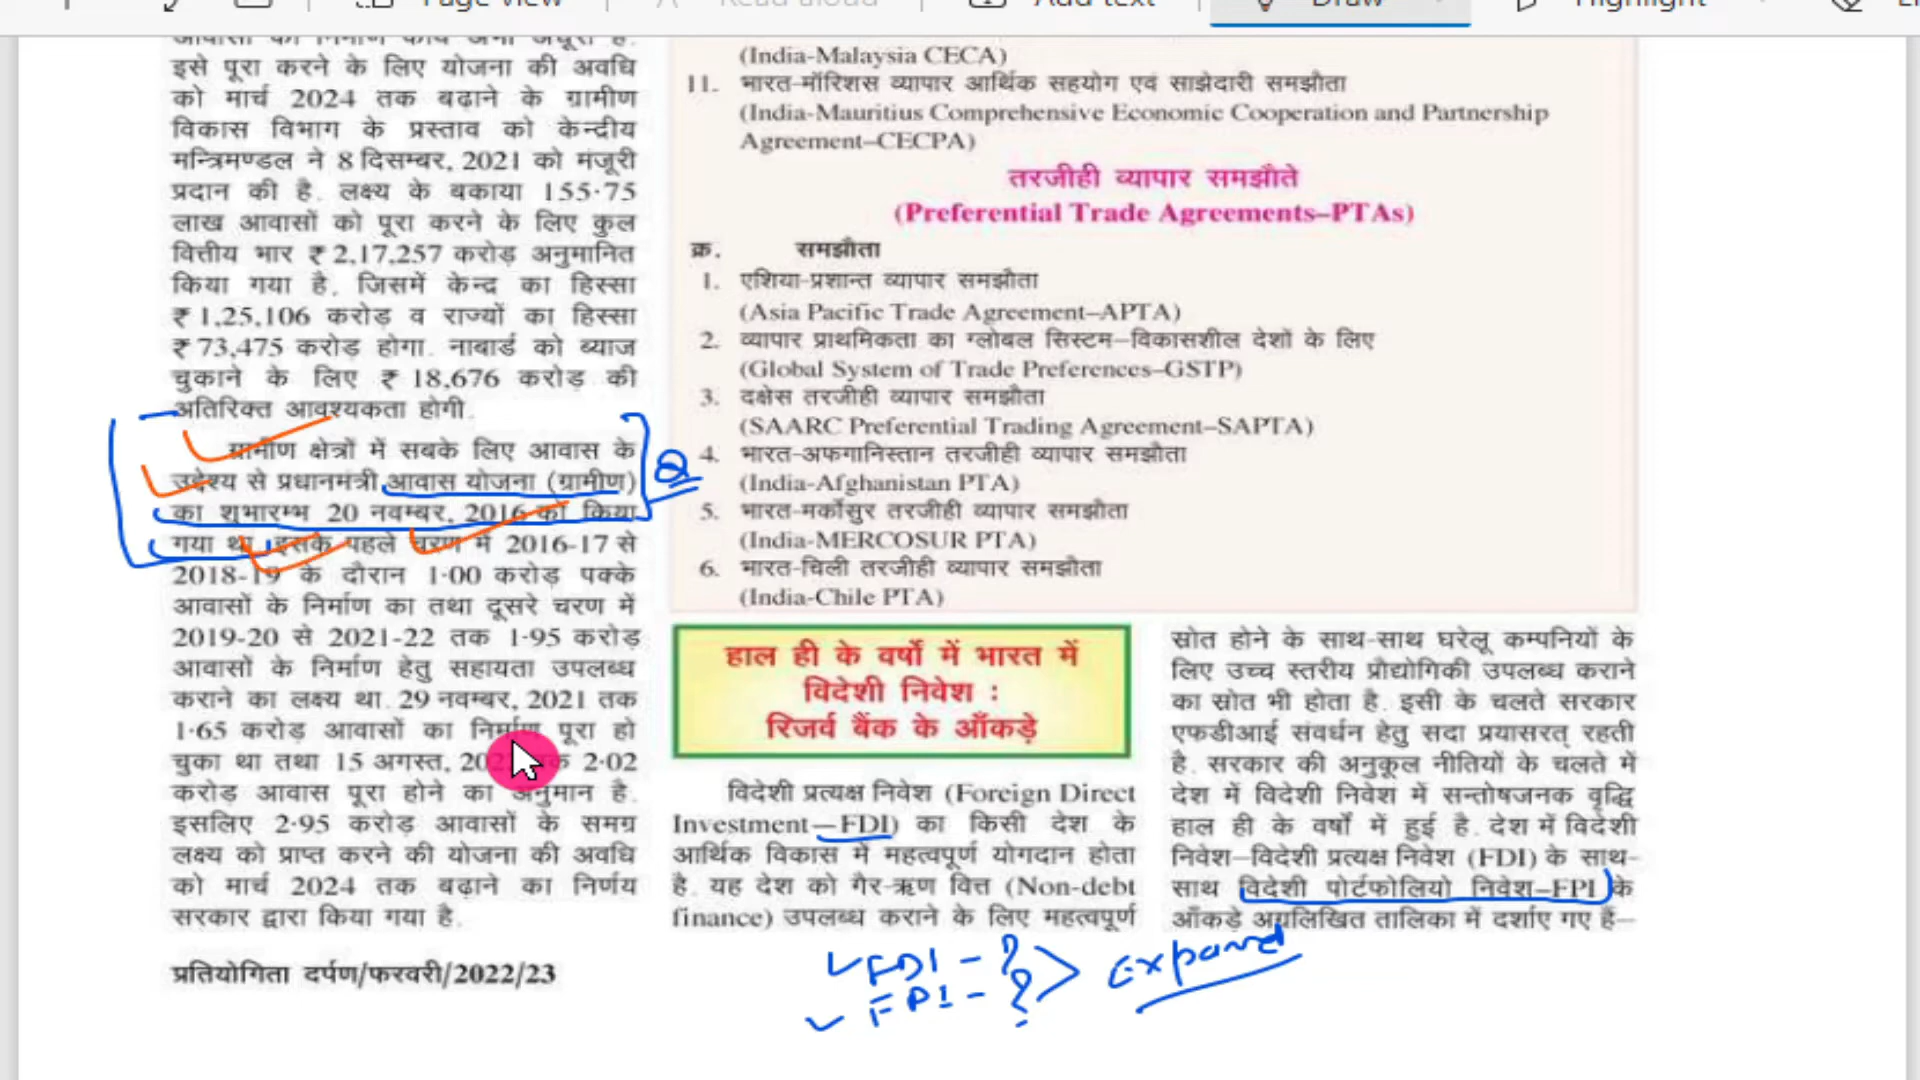 Page view
Read aloud
Add text
Draw
Highlight
आवासों का निर्माण कार्य अभी अधूरा है.
इसे पूरा करने के लिए योजना की अवधि
को मार्च 2024 तक बढ़ाने के ग्रामीण
विकास विभाग के प्रस्ताव को केन्दीय
मन्त्रिमण्डल ने 8 दिसम्बर, 2021 को मंजूरी
प्रदान की है. लक्ष्य के बकाया 155·75
लाख आवासों को पूरा करने के लिए कुल
वित्तीय भार ₹ 2,17,257 करोड़ अनुमानित
किया गया है, जिसमें केन्द का हिस्सा
₹ 1,25,106 करोड़ व राज्यों का हिस्सा
₹ 73,475 करोड़ होगा. नाबार्ड को ब्याज
चुकाने के लिए ₹ 18,676 करोड़ की
अतिरिक्त आवश्यकता होगी.
ग्रामीण क्षेत्रों में सबके लिए आवास के
उद्देश्य से प्रधानमंत्री आवास योजना (ग्रामीण)
का शुभारम्भ 20 नवम्बर, 2016 को किया
गया था. इसके पहले चरण में 2016-17 से
2018-19 के दौरान 1·00 करोड़ पक्के
आवासों के निर्माण का तथा दूसरे चरण में
2019-20 से 2021-22 तक 1·95 करोड़
आवासों के निर्माण हेतु सहायता उपलब्ध
कराने का लक्ष्य था. 29 नवम्बर, 2021 तक
1·65 करोड़ आवासों का निर्माण पूरा हो
चुका था तथा 15 अगस्त, तक 2·02
करोड़ आवास पूरा होने का अनुमान है.
इसलिए 2·95 करोड़ आवासों के समग्र
लक्ष्य को प्राप्त करने की योजना की अवधि
को मार्च 2024 तक बढ़ाने का निर्णय
सरकार द्वारा किया गया है.
Q
(India-Malaysia CECA)
11. भारत-मॉरिशस व्यापार आर्थिक सहयोग एवं साझेदारी समझौता
(India-Mauritius Comprehensive Economic Cooperation and Partnership
Agreement–CECPA)
तरजीही व्यापार समझौते
(Preferential Trade Agreements–PTAs)
क्र. समझौता
1. एशिया-प्रशान्त व्यापार समझौता
(Asia Pacific Trade Agreement–APTA)
2. व्यापार प्राथमिकता का ग्लोबल सिस्टम–विकासशील देशों के लिए
(Global System of Trade Preferences–GSTP)
3. दक्षेस तरजीही व्यापार समझौता
(SAARC Preferential Trading Agreement–SAPTA)
4. भारत-अफगानिस्तान तरजीही व्यापार समझौता
(India-Afghanistan PTA)
5. भारत-मर्कोसुर तरजीही व्यापार समझौता
(India-MERCOSUR PTA)
6. भारत-चिली तरजीही व्यापार समझौता
(India-Chile PTA)
हाल ही के वर्षों में भारत में
विदेशी निवेश :
रिजर्व बैंक के आँकड़े
विदेशी प्रत्यक्ष निवेश (Foreign Direct
Investment—FDI) का किसी देश के
आर्थिक विकास में महत्वपूर्ण योगदान होता
है. यह देश को गैर-ऋण वित्त (Non-debt
finance) उपलब्ध कराने के लिए महत्वपूर्ण
स्रोत होने के साथ-साथ घरेलू कम्पनियों के
लिए उच्च स्तरीय प्रौद्योगिकी उपलब्ध कराने
का स्रोत भी होता है. इसी के चलते सरकार
एफडीआई संवर्धन हेतु सदा प्रयासरत् रहती
है. सरकार की अनुकूल नीतियों के चलते में
देश में विदेशी निवेश में सन्तोषजनक वृद्धि
हाल ही के वर्षों में हुई है. देश में विदेशी
निवेश–विदेशी प्रत्यक्ष निवेश (FDI) के साथ-
साथ विदेशी पोर्टफोलियो निवेश–FPI के
आँकड़े अग्रलिखित तालिका में दर्शाए गए हैं—
FDI - ?
FPI - ?
Expand
प्रतियोगिता दर्पण/फरवरी/2022/23